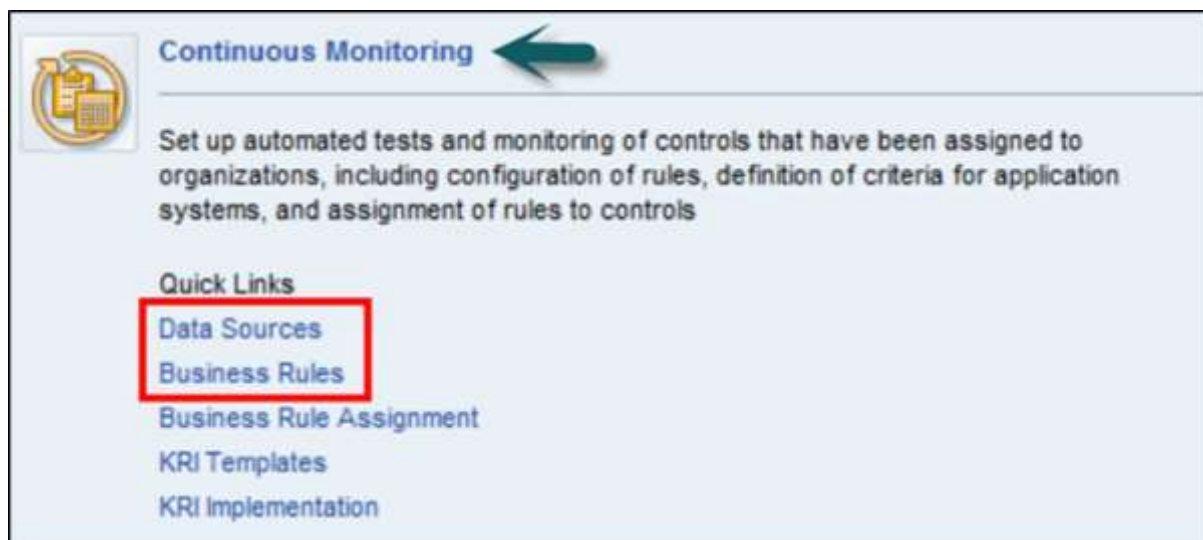 Continuous Monitoring
Set up automated tests and monitoring of controls that have been assigned to
organizations, including configuration of rules, definition of criteria for application
systems, and assignment of rules to controls
Quick Links
Data Sources
Business Rules
Business Rule Assignment
KRI Templates
KRI Implementation